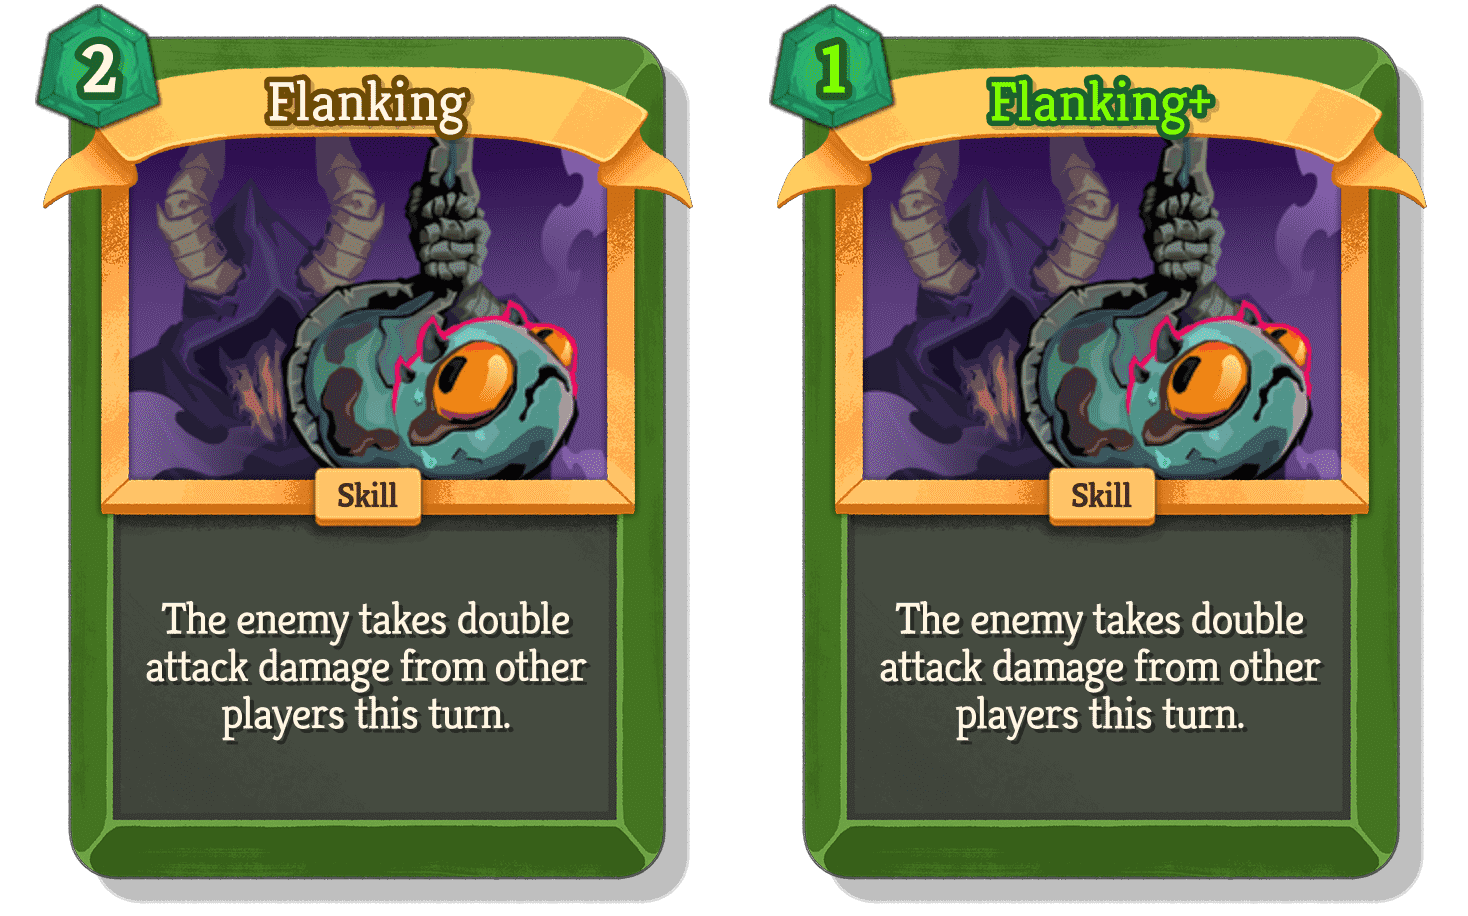 2
Flanking
Skill
The enemy takes double
attack damage from other
players this turn.
1
Flanking+
Skill
The enemy takes double
attack damage from other
players this turn.